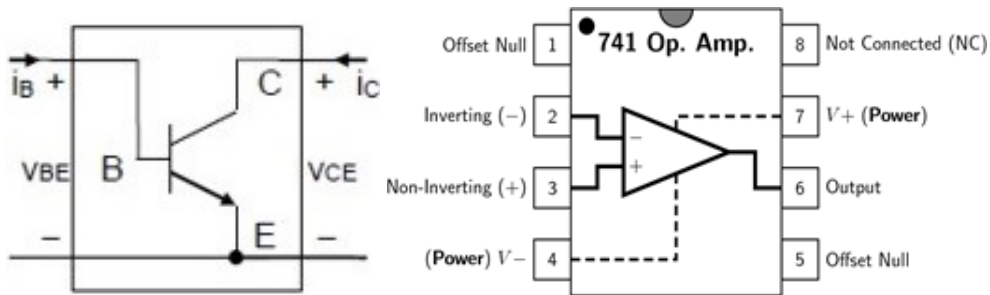 iB +
C
+ iC
VBE
B
VCE
−
E
−
741 Op. Amp.
Offset Null 1
8 Not Connected (NC)
Inverting (−) 2
−
7 V+ (Power)
Non-Inverting (+) 3
+
6 Output
(Power) V− 4
5 Offset Null